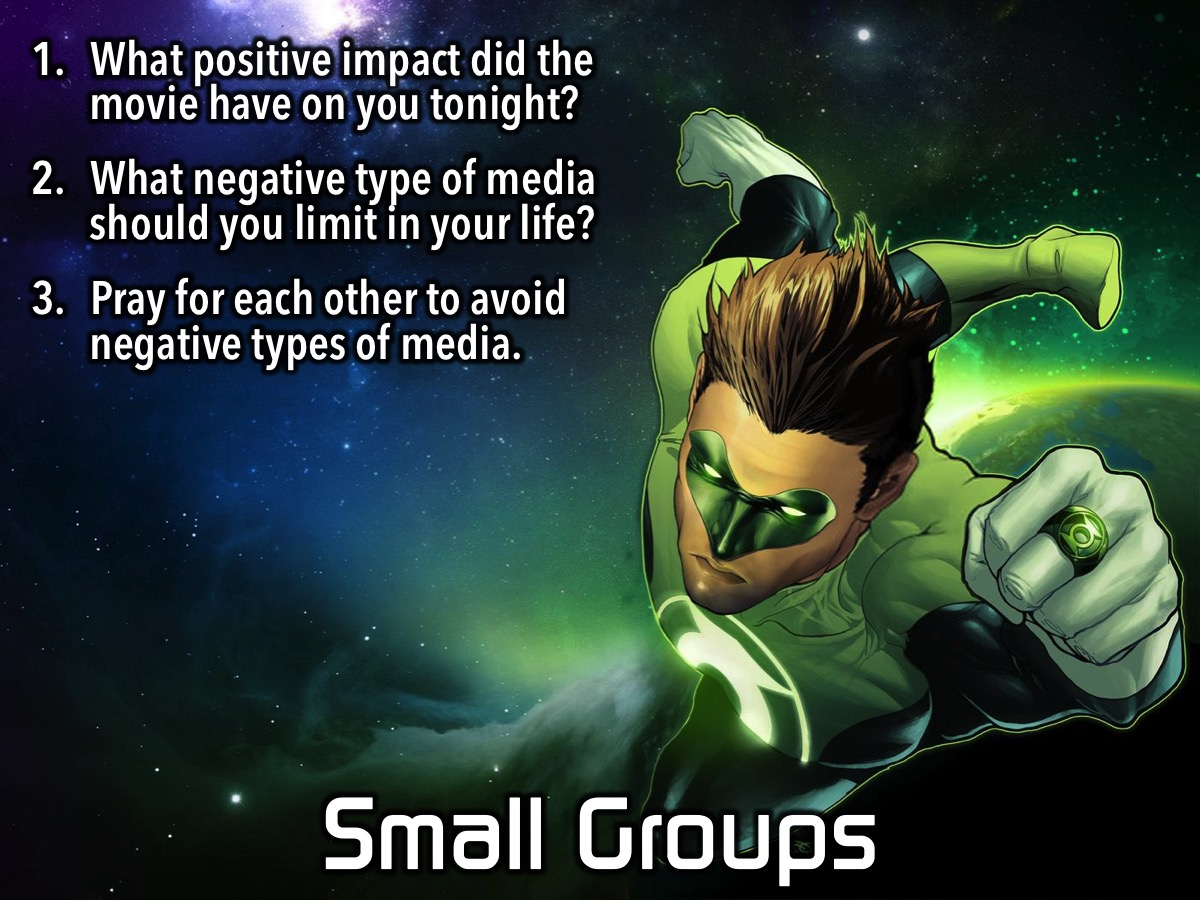 1. What positive impact did the
movie have on you tonight?
2. What negative type of media
should you limit in your life?
3. Pray for each other to avoid
negative types of media.
Small Groups